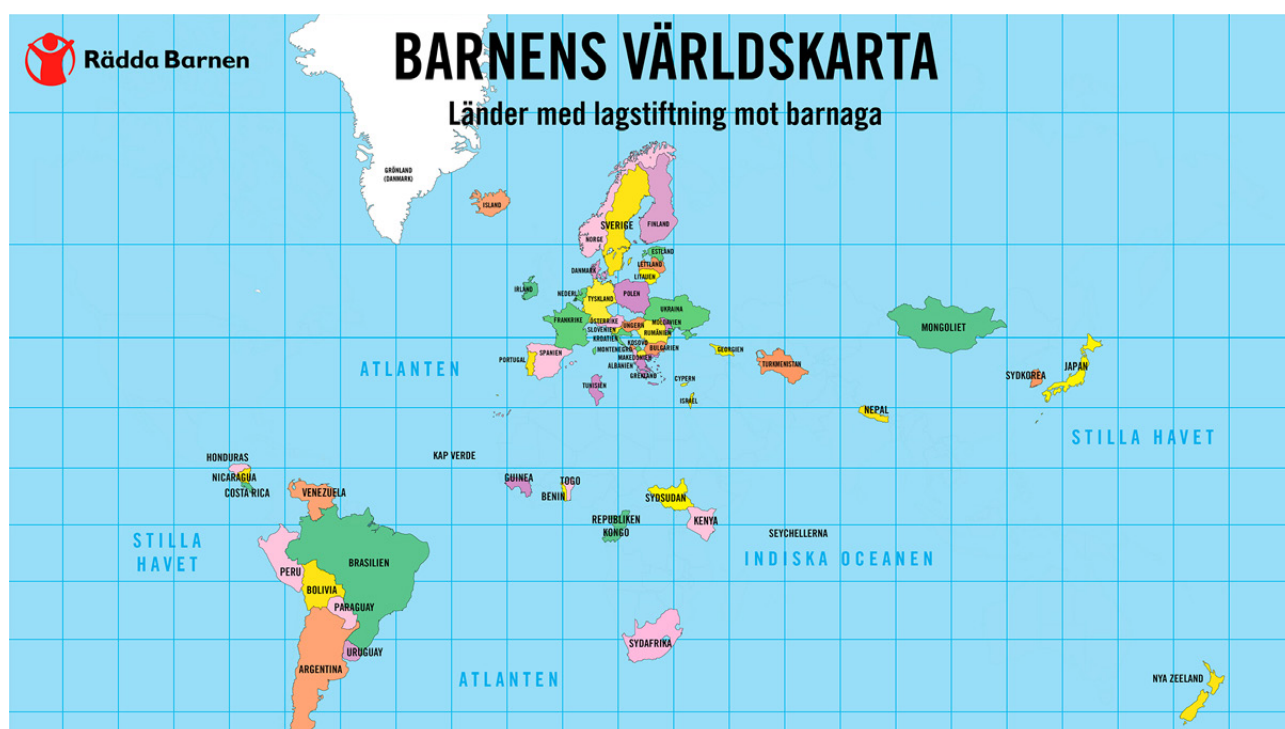 Rädda Barnen
BARNENS VÄRLDSKARTA
Länder med lagstiftning mot barnaga
GRÖNLAND
(DANMARK)
ISLAND
SVERIGE
FINLAND
NORGE
ESTLAND
LETTLAND
LITAUEN
DANMARK
IRLAND
NEDERL.
TYSKLAND
POLEN
UKRAINA
FRANKRIKE
ÖSTERRIKE
UNGERN
MOLDAVIEN
SLOVENIEN
RUMÄNIEN
KROATIEN
KOSOVO
MONTENEGRO
BULGARIEN
MAKEDONIEN
ALBANIEN
GREKLAND
PORTUGAL
SPANIEN
GEORGIEN
TURKMENISTAN
MONGOLIET
SYDKOREA
JAPAN
TUNISIEN
CYPERN
ISRAEL
NEPAL
ATLANTEN
STILLA HAVET
KAP VERDE
HONDURAS
NICARAGUA
COSTA RICA
VENEZUELA
GUINEA
TOGO
BENIN
SYDSUDAN
REPUBLIKEN
KONGO
KENYA
SEYCHELLERNA
STILLA
HAVET
INDISKA OCEANEN
PERU
BRASILIEN
BOLIVIA
PARAGUAY
URUGUAY
ARGENTINA
SYDAFRIKA
ATLANTEN
NYA ZEELAND